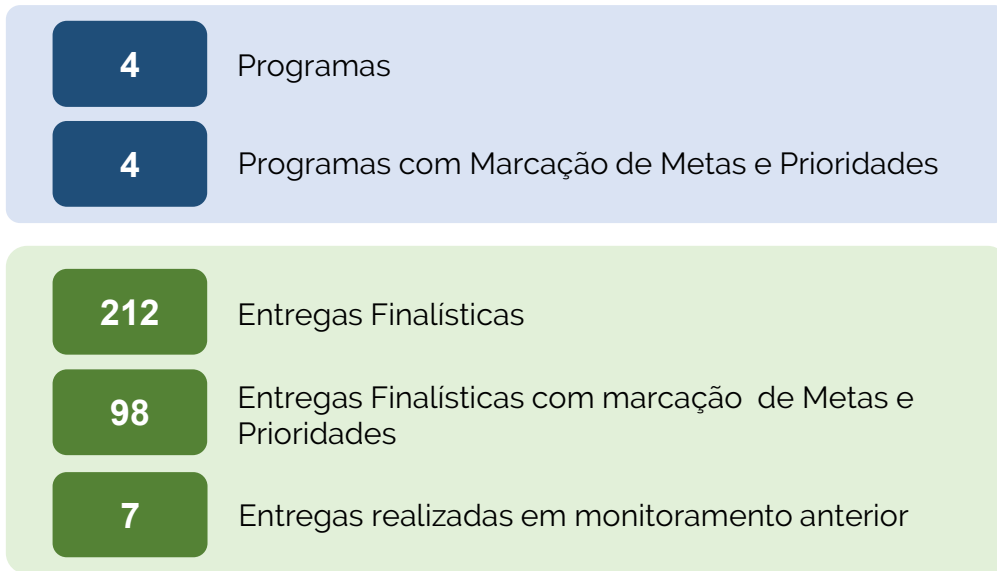 4
Programas
4
Programas com Marcação de Metas e Prioridades
212
Entregas Finalísticas
98
Entregas Finalísticas com marcação  de Metas e
Prioridades
7
Entregas realizadas em monitoramento anterior